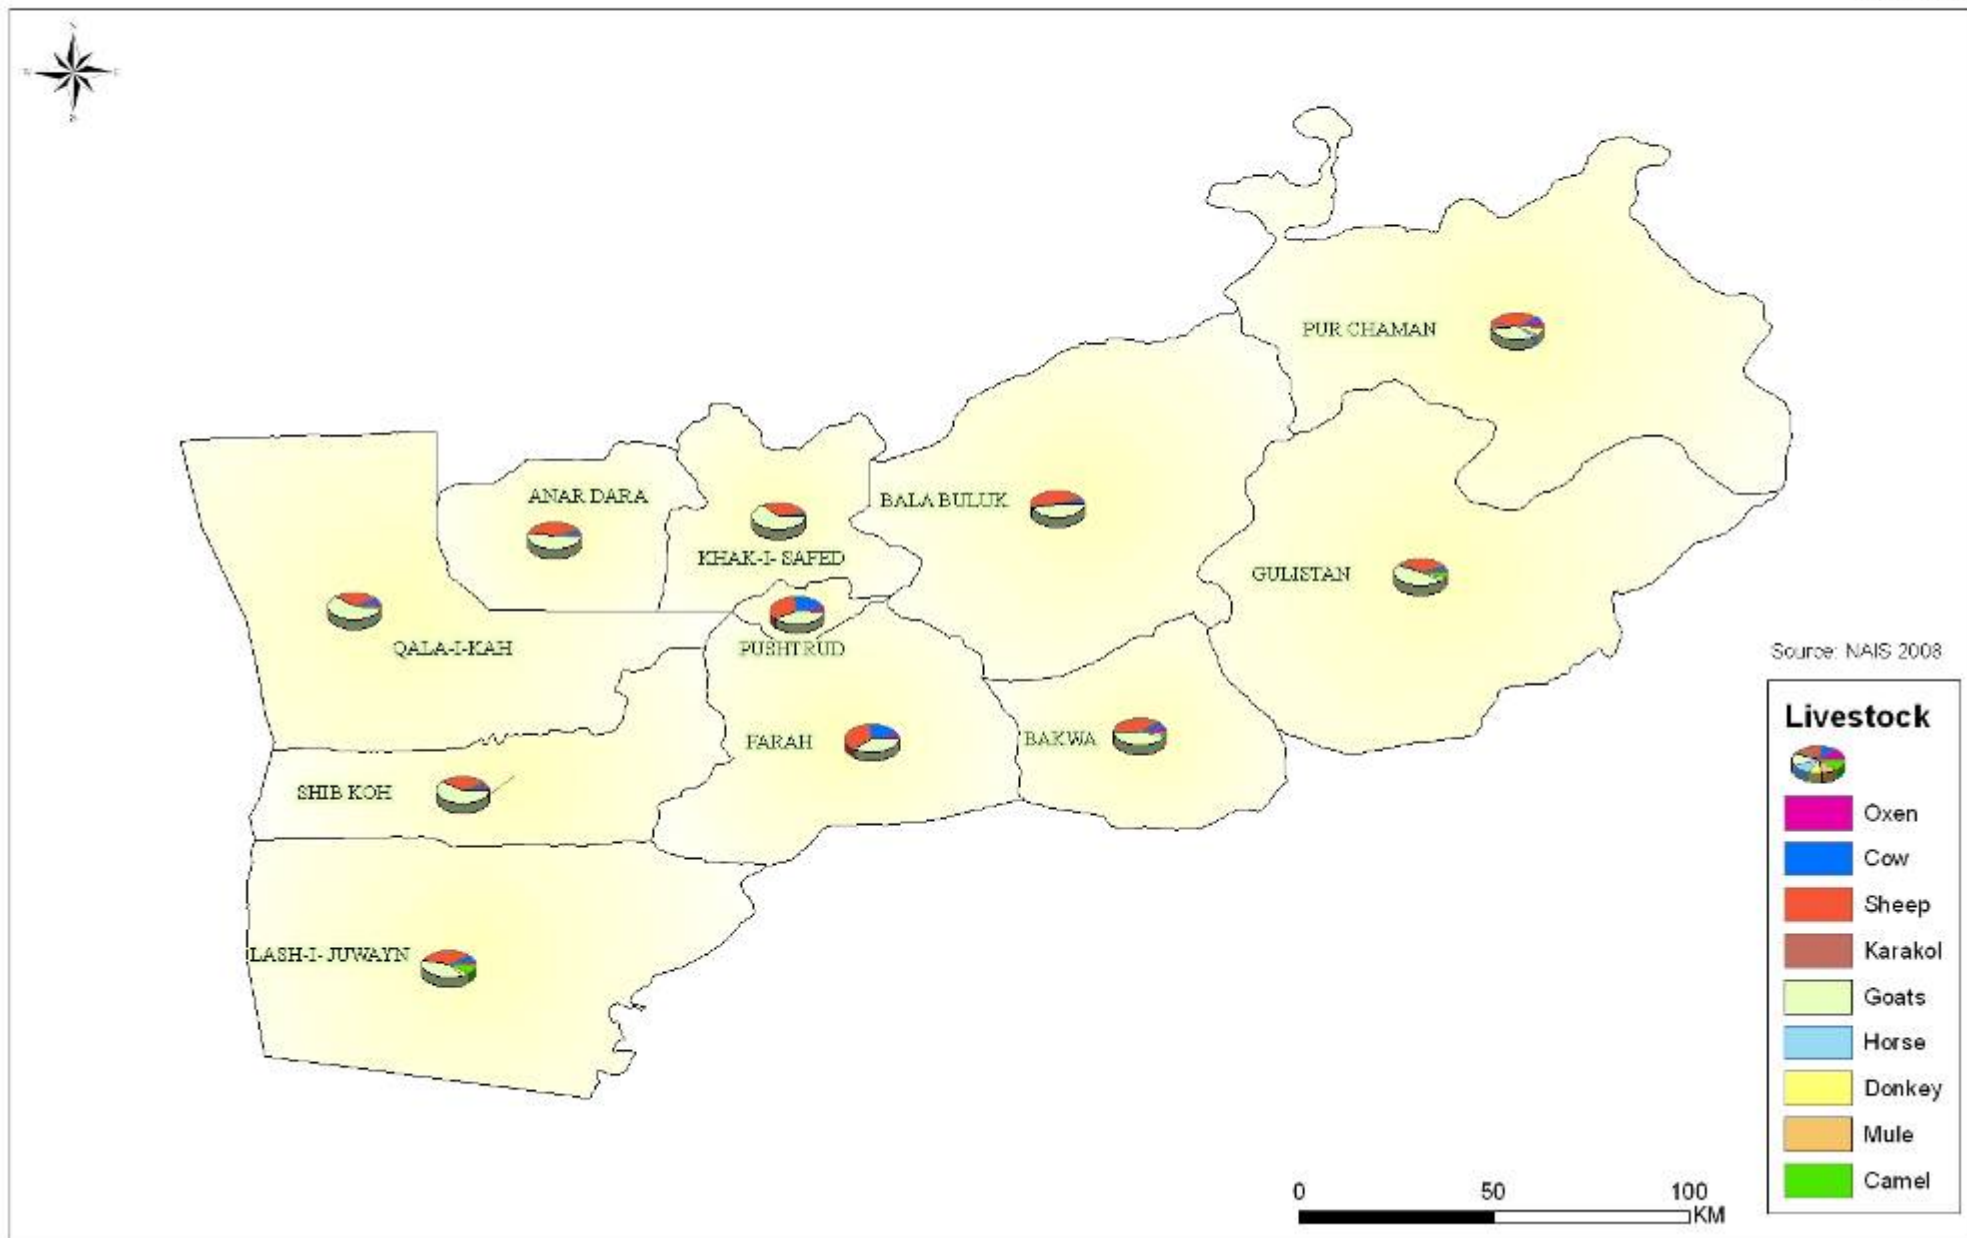 N
W E
PUR CHAMAN
ANAR DARA
BALA BULUK
KHAK-I- SAFED
GULISTAN
QALA-I-KAH
PUSHTRUD
Source: NAIS 2008
FARAH
BAKWA
SHIB KOH
LASH-I- JUWAYN
Livestock
Oxen
Cow
Sheep
Karakol
Goats
Horse
Donkey
Mule
Camel
0 50 100
KM